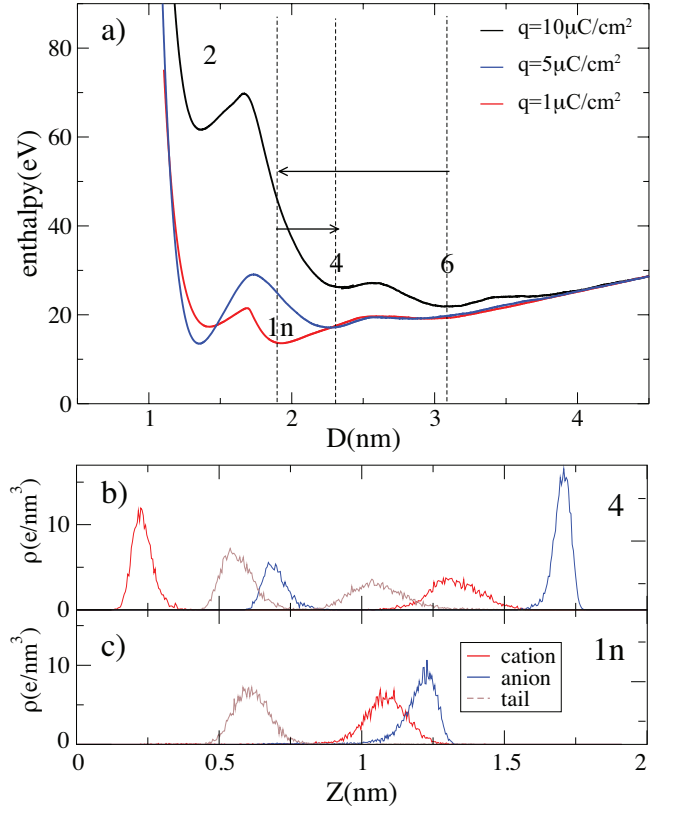 a)
2
q=10μC/cm²
q=5μC/cm²
q=1μC/cm²
80
60
40
20
0
enthalpy(eV)
4
6
1n
1
2
3
4
D(nm)
b)
4
ρ(e/nm³)
10
0
c)
1n
ρ(e/nm³)
10
0
cation
anion
tail
0
0.5
1
1.5
2
Z(nm)